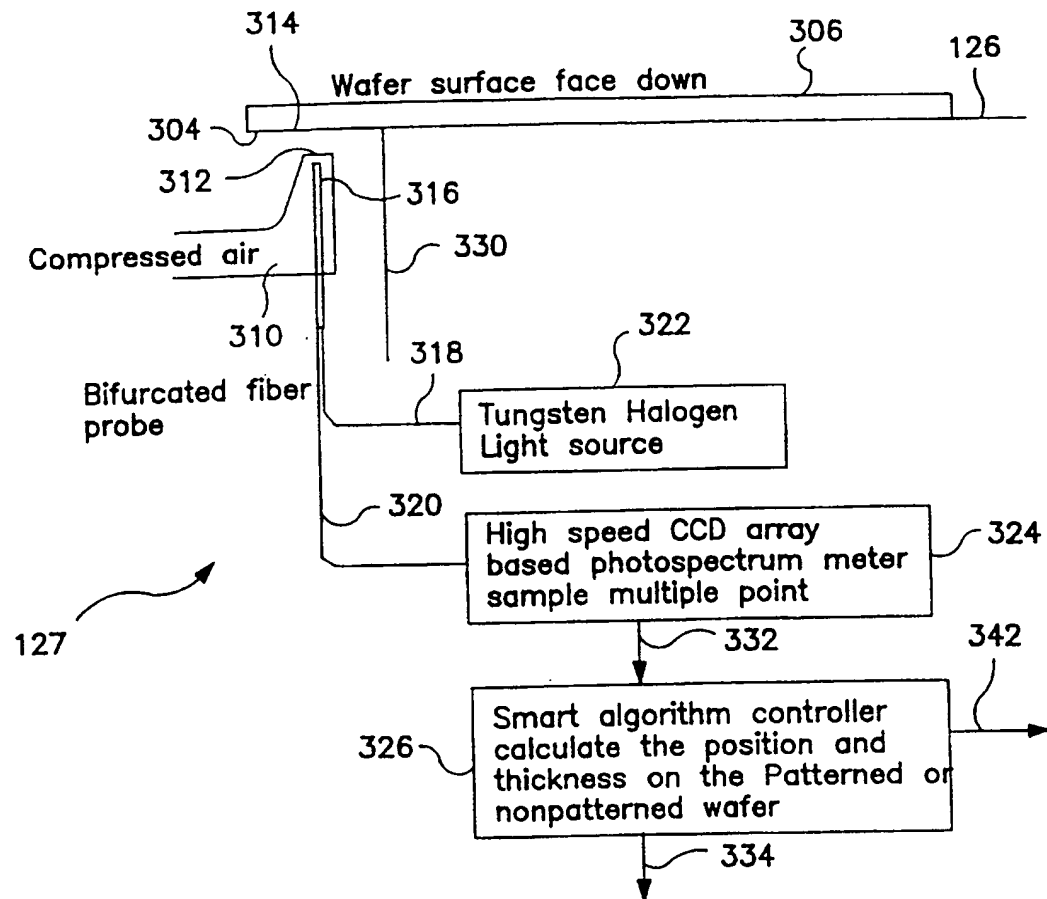 314
306
126
Wafer surface face down
304
312
316
Compressed air
330
310
322
318
Bifurcated fiber
probe
Tungsten Halogen
Light source
320
High speed CCD array
based photospectrum meter
sample multiple point
324
127
332
342
Smart algorithm controller
calculate the position and
thickness on the Patterned or
nonpatterned wafer
326
334